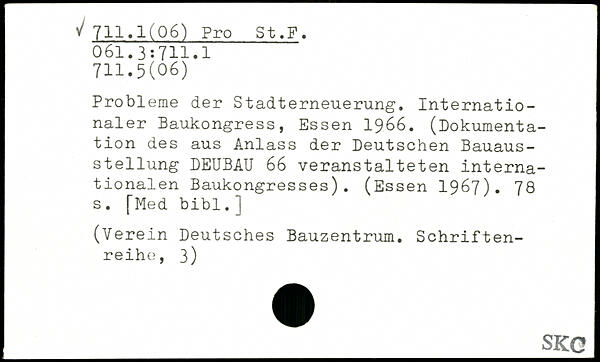 ✓ 711.1(06) Pro St.F.
061.3:711.1
711.5(06)
Probleme der Stadterneuerung. Internatio-
naler Baukongress, Essen 1966. (Dokumenta-
tion des aus Anlass der Deutschen Bauaus-
stellung DEUBAU 66 veranstalteten interna-
tionalen Baukongresses). (Essen 1967). 78
s. [Med bibl.]
(Verein Deutsches Bauzentrum. Schriften-
reihe, 3)
SKC